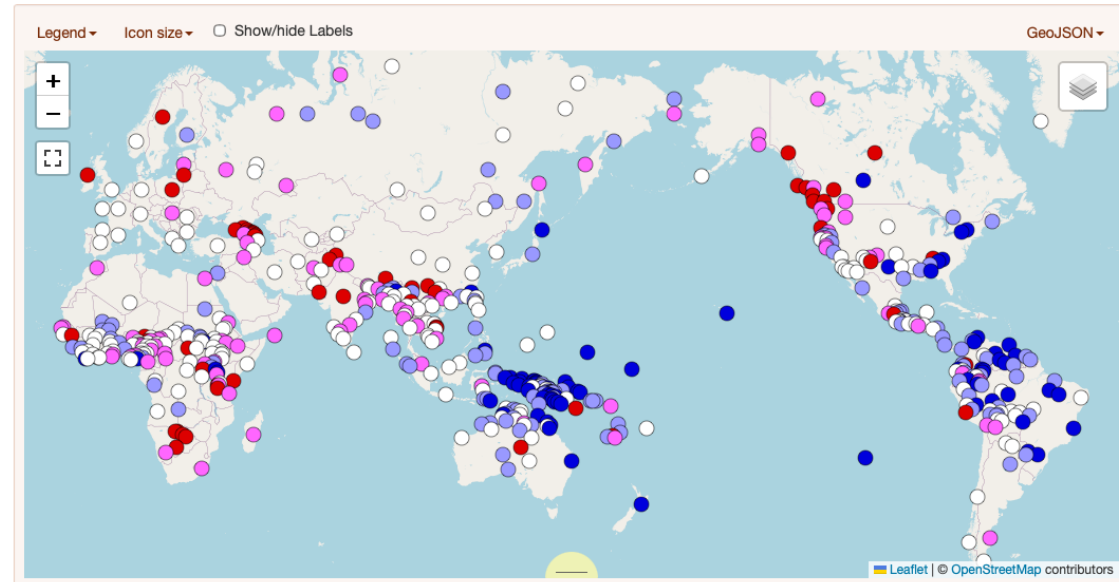 Legend
Icon size
Show/hide Labels
GeoJSON
+
−
Leaflet | © OpenStreetMap contributors